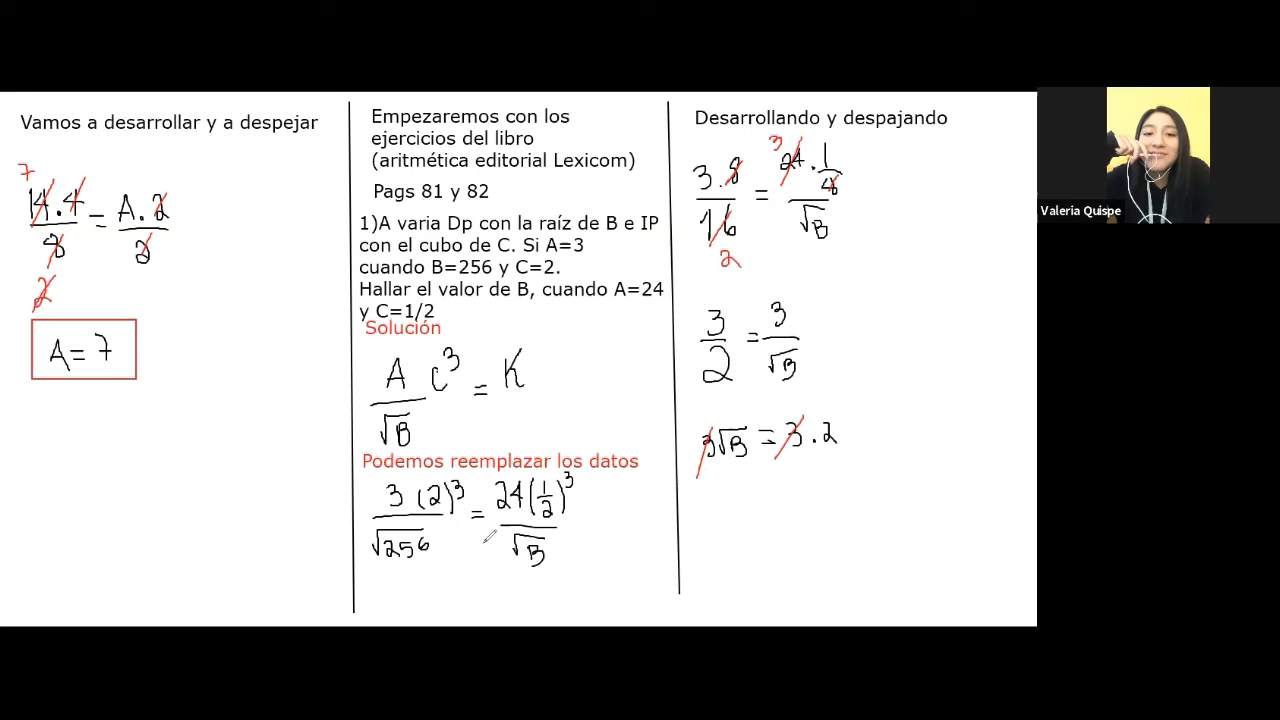 Vamos a desarrollar y a despejar
7
14.4 = A.2
8 2
2
A= 7
Empezaremos con los
ejercicios del libro
(aritmética editorial Lexicom)
Pags 81 y 82
1)A varia Dp con la raíz de B e IP
con el cubo de C. Si A=3
cuando B=256 y C=2.
Hallar el valor de B, cuando A=24
y C=1/2
Solución
A C³ = K
√B
Podemos reemplazar los datos
3 (2)³ = 24(1/2)³
√256 √B
Desarrollando y despajando
3
3.8 = 24.1/8
16 √B
2
3 = 3
2 √B
3√B = 3.2
Valeria Quispe